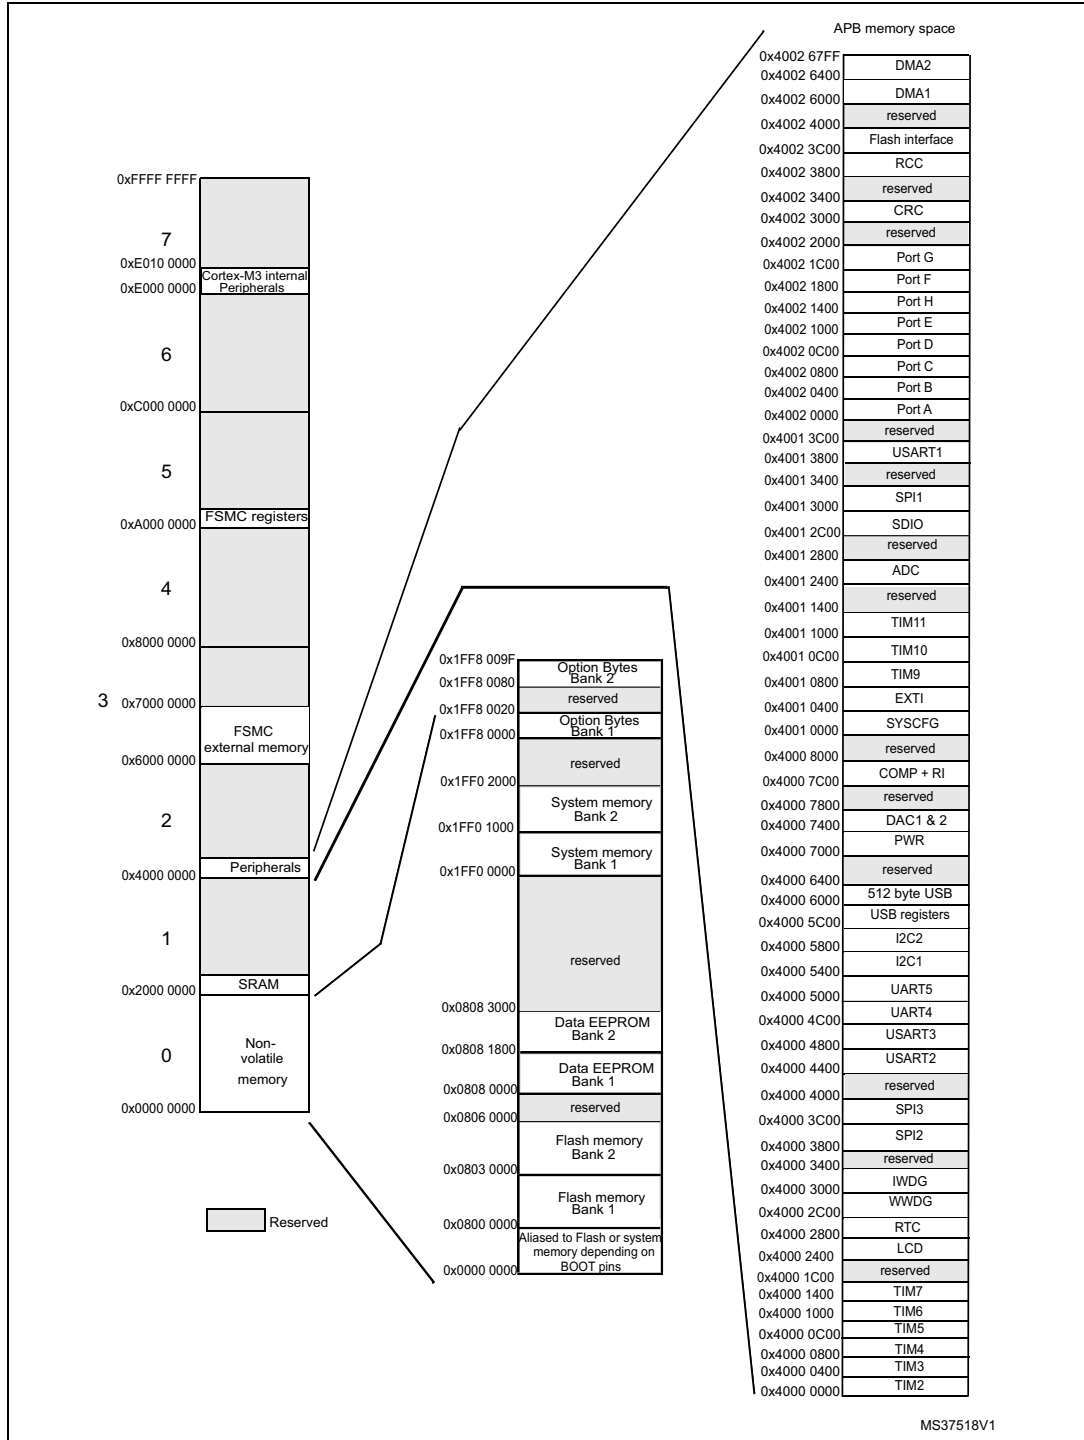 APB memory space
0x4002 67FF
DMA2
0x4002 6400
DMA1
0x4002 6000
reserved
0x4002 4000
Flash interface
0x4002 3C00
RCC
0x4002 3800
reserved
0x4002 3400
CRC
0x4002 3000
reserved
0x4002 2000
Port G
0x4002 1C00
Port F
0x4002 1800
Port H
0x4002 1400
Port E
0x4002 1000
Port D
0x4002 0C00
Port C
0x4002 0800
Port B
0x4002 0400
Port A
0x4002 0000
reserved
0x4001 3C00
USART1
0x4001 3800
reserved
0x4001 3400
SPI1
0x4001 3000
SDIO
0x4001 2C00
reserved
0x4001 2800
ADC
0x4001 2400
reserved
0x4001 1400
TIM11
0x4001 1000
TIM10
0x4001 0C00
TIM9
0x4001 0800
EXTI
0x4001 0400
SYSCFG
0x4001 0000
reserved
0x4000 8000
COMP + RI
0x4000 7C00
reserved
0x4000 7800
DAC1 & 2
0x4000 7400
PWR
0x4000 7000
reserved
0x4000 6400
512 byte USB
0x4000 6000
USB registers
0x4000 5C00
I2C2
0x4000 5800
I2C1
0x4000 5400
UART5
0x4000 5000
UART4
0x4000 4C00
USART3
0x4000 4800
USART2
0x4000 4400
reserved
0x4000 4000
SPI3
0x4000 3C00
SPI2
0x4000 3800
reserved
0x4000 3400
IWDG
0x4000 3000
WWDG
0x4000 2C00
RTC
0x4000 2800
LCD
0x4000 2400
reserved
0x4000 1C00
TIM7
0x4000 1400
TIM6
0x4000 1000
TIM5
0x4000 0C00
TIM4
0x4000 0800
TIM3
0x4000 0400
TIM2
0x4000 0000
0xFFFF FFFF
7
0xE010 0000
Cortex-M3 internal
Peripherals
0xE000 0000
6
0xC000 0000
5
FSMC registers
0xA000 0000
4
0x8000 0000
3
0x7000 0000
FSMC
external memory
0x6000 0000
2
Peripherals
0x4000 0000
1
SRAM
0x2000 0000
0
Non-
volatile
memory
0x0000 0000
Reserved
0x1FF8 009F
Option Bytes
Bank 2
0x1FF8 0080
reserved
0x1FF8 0020
Option Bytes
Bank 1
0x1FF8 0000
reserved
0x1FF0 2000
System memory
Bank 2
0x1FF0 1000
System memory
Bank 1
0x1FF0 0000
reserved
0x0808 3000
Data EEPROM
Bank 2
0x0808 1800
Data EEPROM
Bank 1
0x0808 0000
reserved
0x0806 0000
Flash memory
Bank 2
0x0803 0000
Flash memory
Bank 1
0x0800 0000
Aliased to Flash or system
memory depending on
BOOT pins
0x0000 0000
MS37518V1